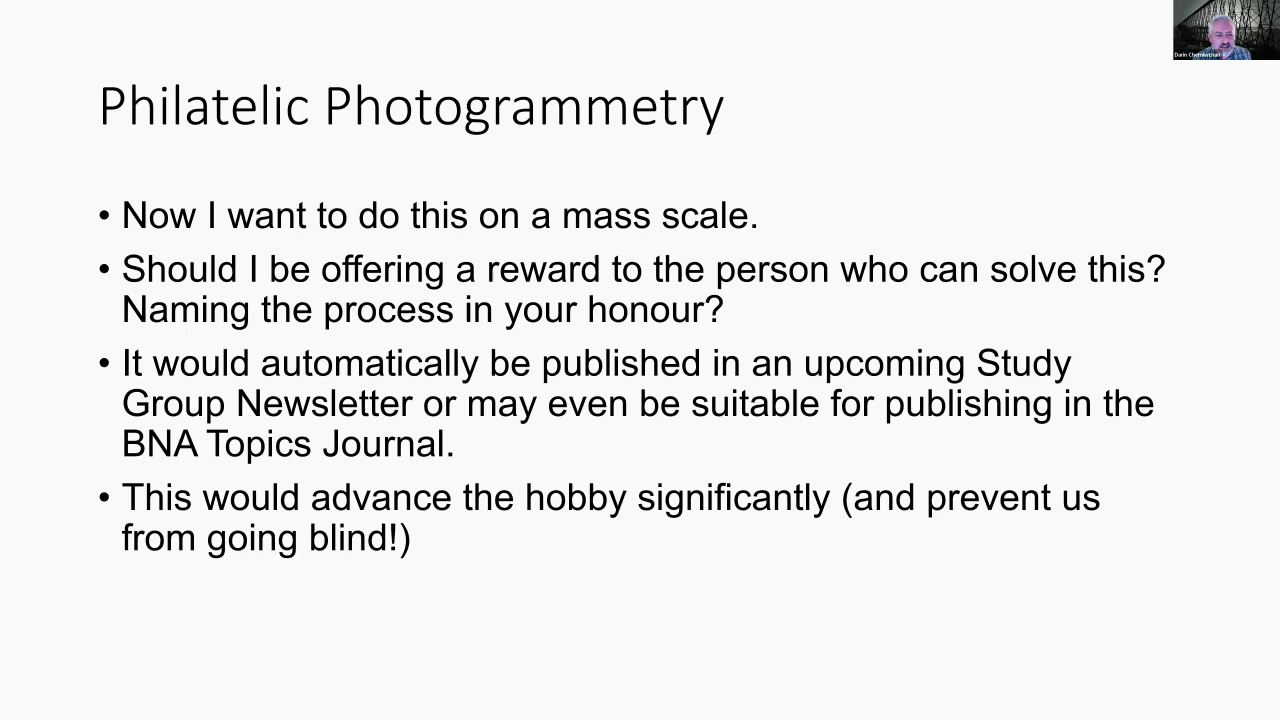 Darin Cherniwchan
Philatelic Photogrammetry
• Now I want to do this on a mass scale.
• Should I be offering a reward to the person who can solve this?
Naming the process in your honour?
• It would automatically be published in an upcoming Study
Group Newsletter or may even be suitable for publishing in the
BNA Topics Journal.
• This would advance the hobby significantly (and prevent us
from going blind!)